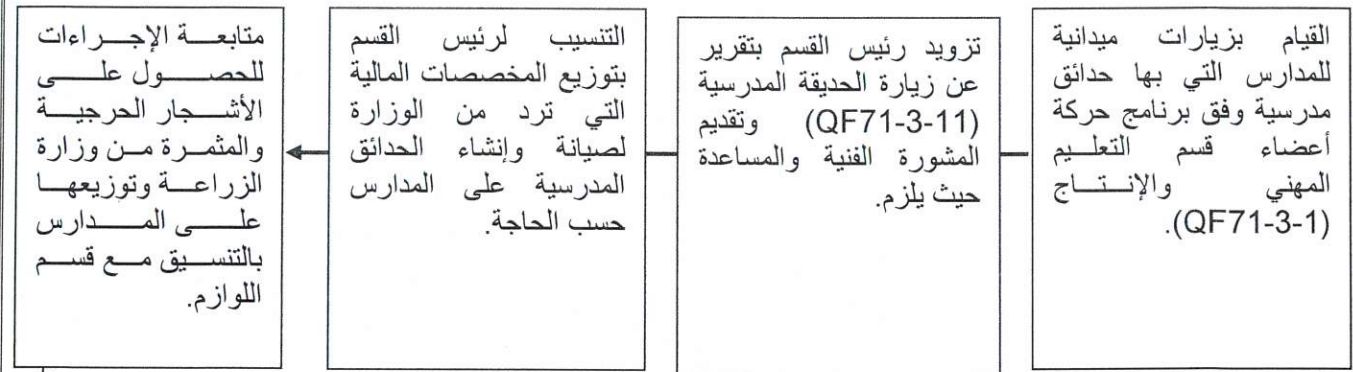 القيام بزيارات ميدانية
للمدارس التي بها حدائق
مدرسية وفق برنامج حركة
أعضاء قسم التعليم
المهني والإنتاج
(QF71-3-1).
تزويد رئيس القسم بتقرير
عن زيارة الحديقة المدرسية
(QF71-3-11) وتقديم
المشورة الفنية والمساعدة
حيث يلزم.
التنسيب لرئيس القسم
بتوزيع المخصصات المالية
التي ترد من الوزارة
لصيانة وإنشاء الحدائق
المدرسية على المدارس
حسب الحاجة.
متابعة الإجراءات
للحصول على
الأشجار الحرجية
والمثمرة من وزارة
الزراعة وتوزيعها
على المدارس
بالتنسيق مع قسم
اللوازم.